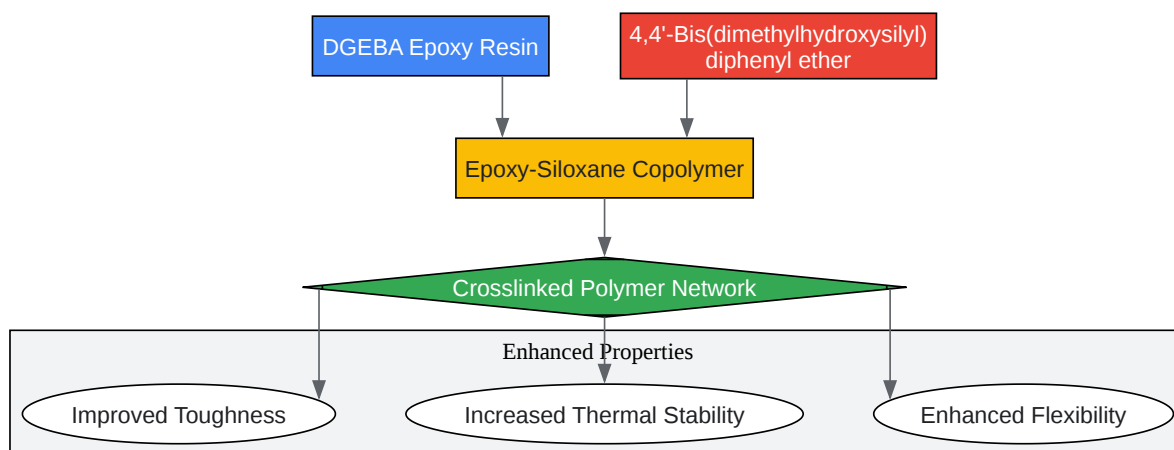 DGEBA Epoxy Resin
4,4'-Bis(dimethylhydroxysilyl)
diphenyl ether
Epoxy-Siloxane Copolymer
Crosslinked Polymer Network
Enhanced Properties
Improved Toughness
Increased Thermal Stability
Enhanced Flexibility